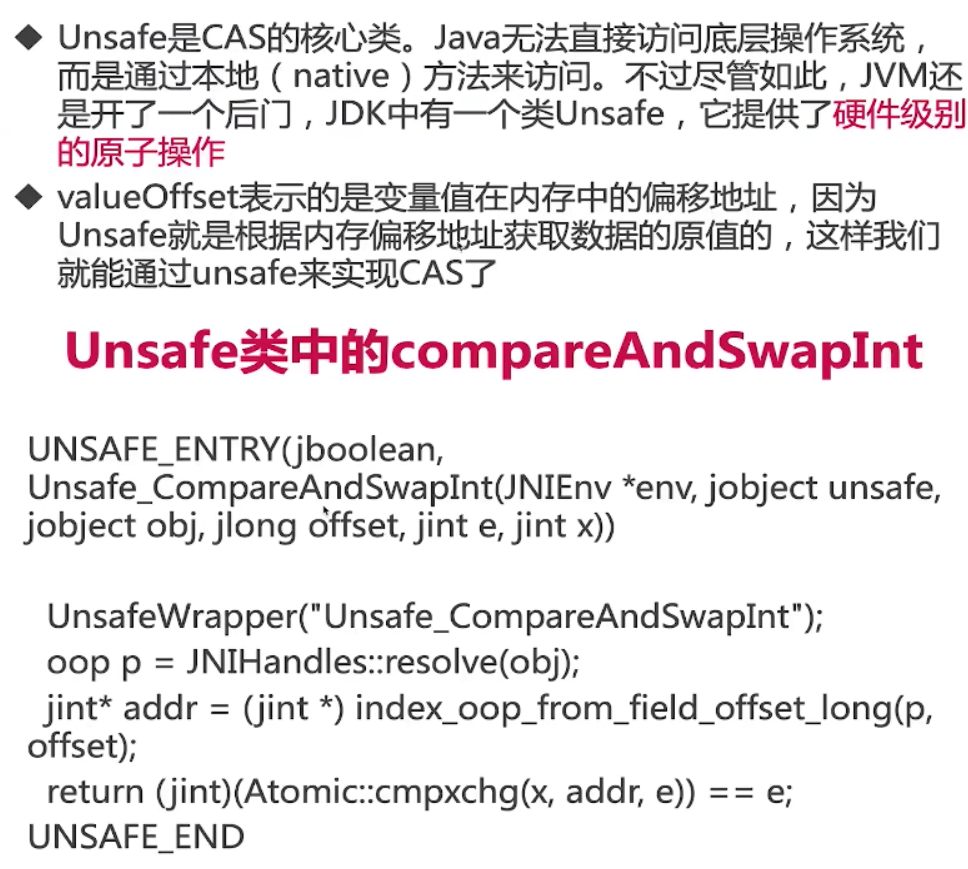 ◆ Unsafe是CAS的核心类。Java无法直接访问底层操作系统，
而是通过本地（native）方法来访问。不过尽管如此，JVM还
是开了一个后门，JDK中有一个类Unsafe，它提供了硬件级别
的原子操作
◆ valueOffset表示的是变量值在内存中的偏移地址，因为
Unsafe就是根据内存偏移地址获取数据的原值的，这样我们
就能通过unsafe来实现CAS了
Unsafe类中的compareAndSwapInt
UNSAFE_ENTRY(jboolean,
Unsafe_CompareAndSwapInt(JNIEnv *env, jobject unsafe,
jobject obj, jlong offset, jint e, jint x))
UnsafeWrapper("Unsafe_CompareAndSwapInt");
oop p = JNIHandles::resolve(obj);
jint* addr = (jint *) index_oop_from_field_offset_long(p,
offset);
return (jint)(Atomic::cmpxchg(x, addr, e)) == e;
UNSAFE_END